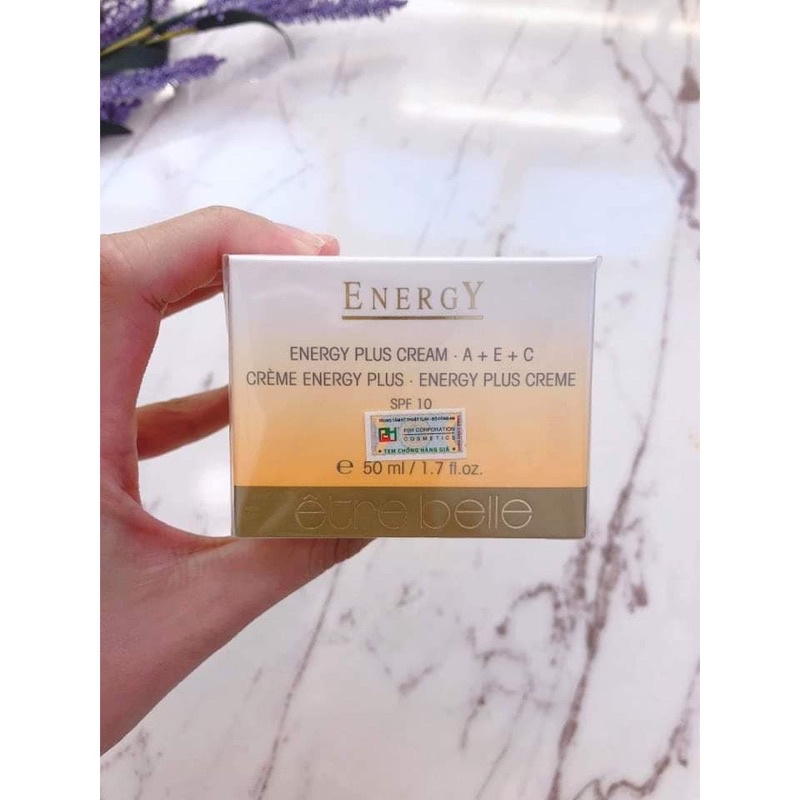 ENERGY
ENERGY PLUS CREAM · A + E + C
CRÈME ENERGY PLUS · ENERGY PLUS CREME
SPF 10
PBH CORPORATION
COSMETICS
TEM CHỐNG HÀNG GIẢ
℮ 50 ml / 1.7 fl.oz.
être belle